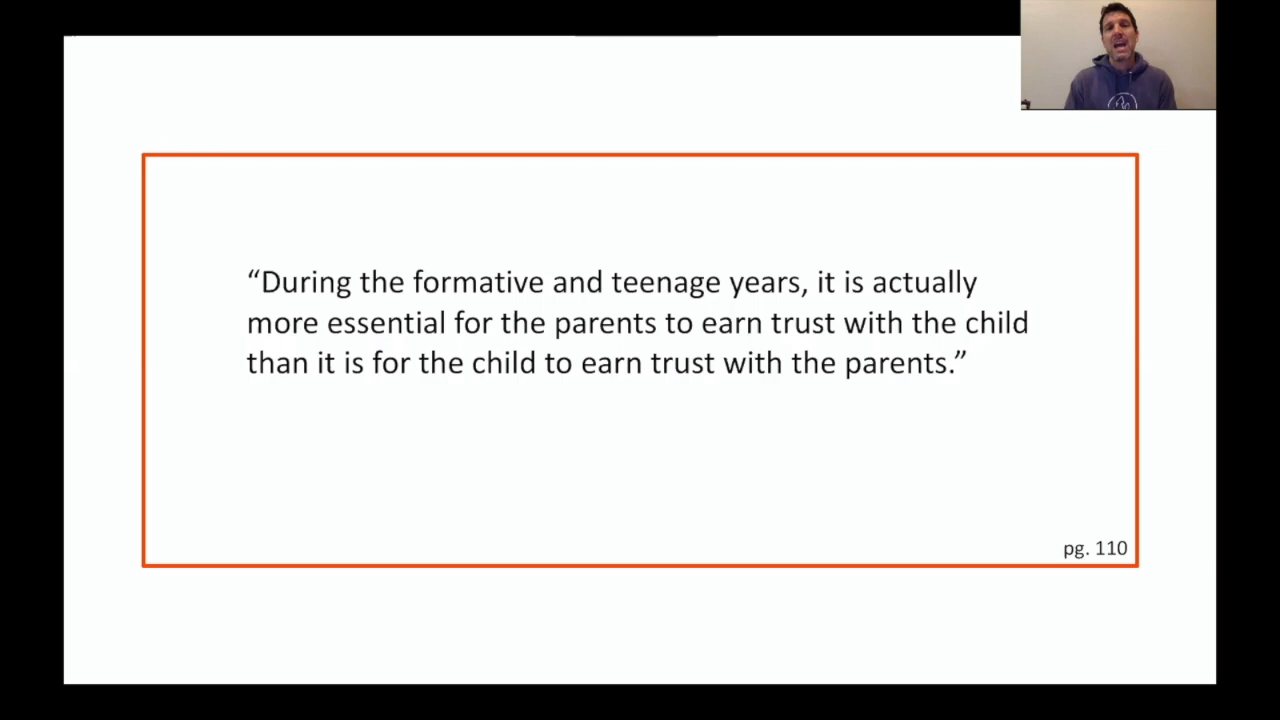 “During the formative and teenage years, it is actually
more essential for the parents to earn trust with the child
than it is for the child to earn trust with the parents.”
pg. 110